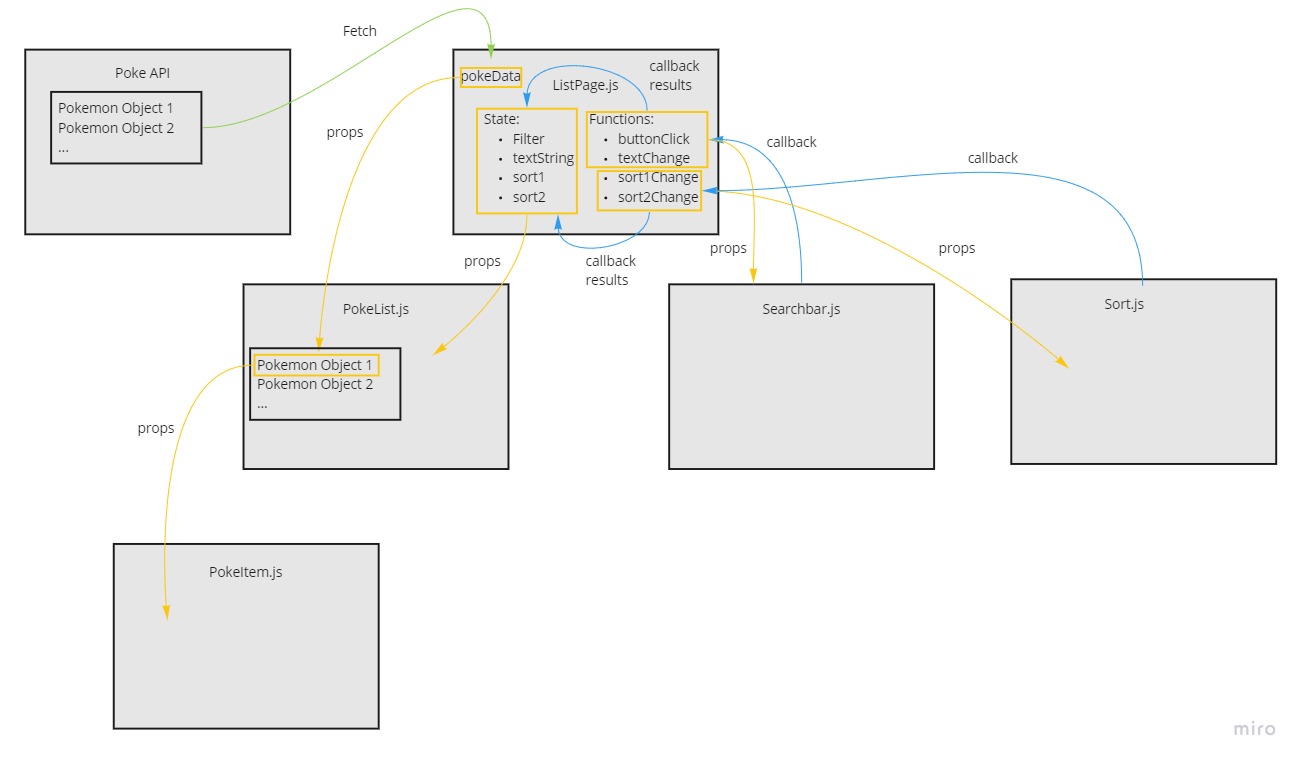 Fetch
Poke API
Pokemon Object 1
Pokemon Object 2
...
pokeData
ListPage.js
callback
results
State:
• Filter
• textString
• sort1
• sort2
Functions:
• buttonClick
• textChange
• sort1Change
• sort2Change
props
callback
callback
props
callback
results
props
props
PokeList.js
Pokemon Object 1
Pokemon Object 2
...
Searchbar.js
Sort.js
props
PokeItem.js
miro